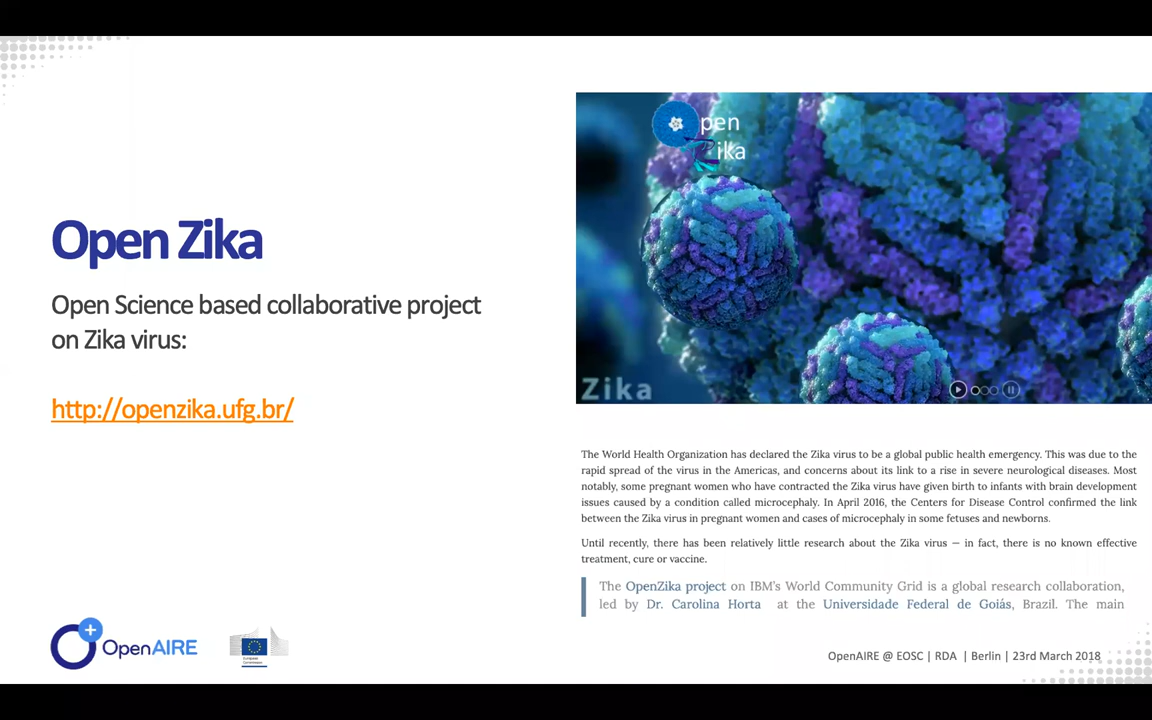 Open Zika
Open Science based collaborative project
on Zika virus:
http://openzika.ufg.br/
pen
ika
Zika
The World Health Organization has declared the Zika virus to be a global public health emergency. This was due to the
rapid spread of the virus in the Americas, and concerns about its link to a rise in severe neurological diseases. Most
notably, some pregnant women who have contracted the Zika virus have given birth to infants with brain development
issues caused by a condition called microcephaly. In April 2016, the Centers for Disease Control confirmed the link
between the Zika virus in pregnant women and cases of microcephaly in some fetuses and newborns.
Until recently, there has been relatively little research about the Zika virus — in fact, there is no known effective
treatment, cure or vaccine.
The OpenZika project on IBM's World Community Grid is a global research collaboration,
led by Dr. Carolina Horta at the Universidade Federal de Goiás, Brazil. The main
OpenAIRE
European
Commission
OpenAIRE @ EOSC | RDA | Berlin | 23rd March 2018